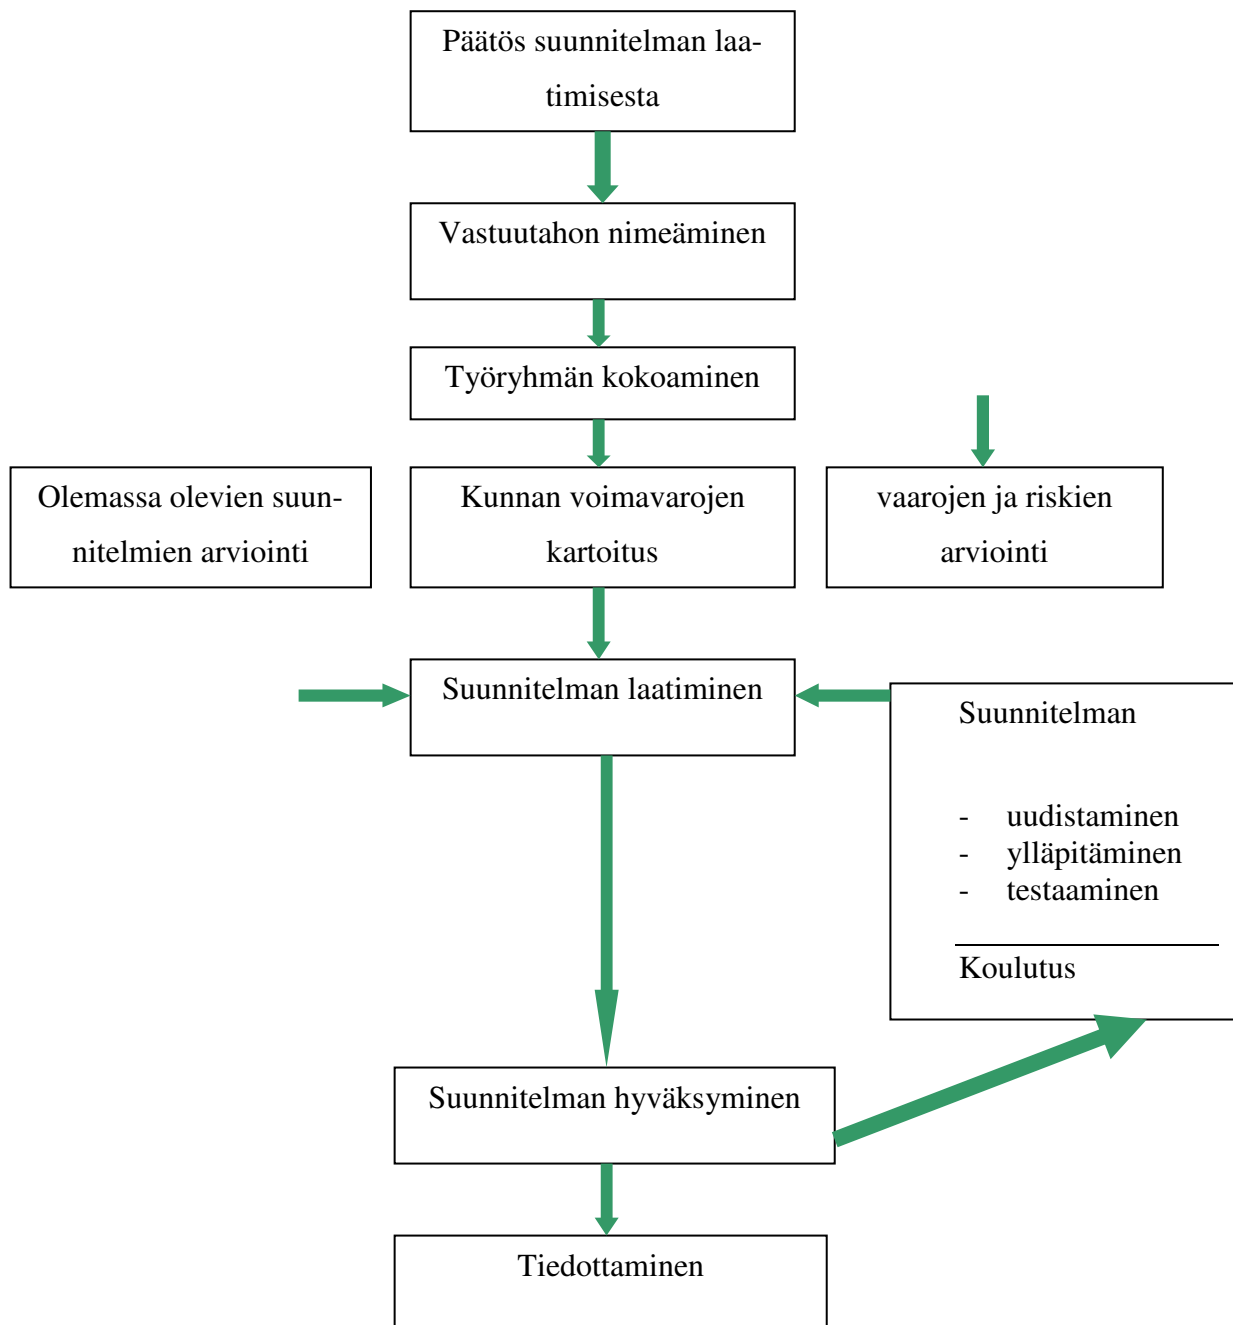 Päätös suunnitelman laa-
timisesta
Vastuutahon nimeäminen
Työryhmän kokoaminen
Olemassa olevien suun-
nitelmien arviointi
Kunnan voimavarojen
kartoitus
vaarojen ja riskien
arviointi
Suunnitelman laatiminen
Suunnitelman
- uudistaminen
- ylläpitäminen
- testaaminen
Koulutus
Suunnitelman hyväksyminen
Tiedottaminen